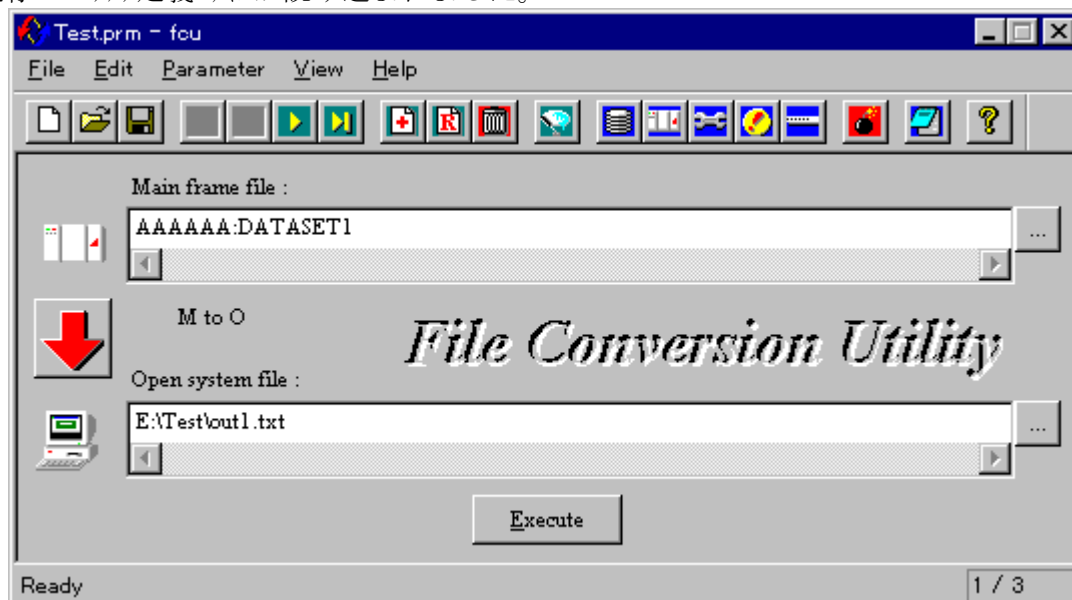 Test.prm - fcu
File Edit Parameter View Help
R ?
Main frame file :
AAAAAA:DATASET1
...
M to O
File Conversion Utility
Open system file :
E:\Test\out1.txt
...
Execute
Ready
1 / 3